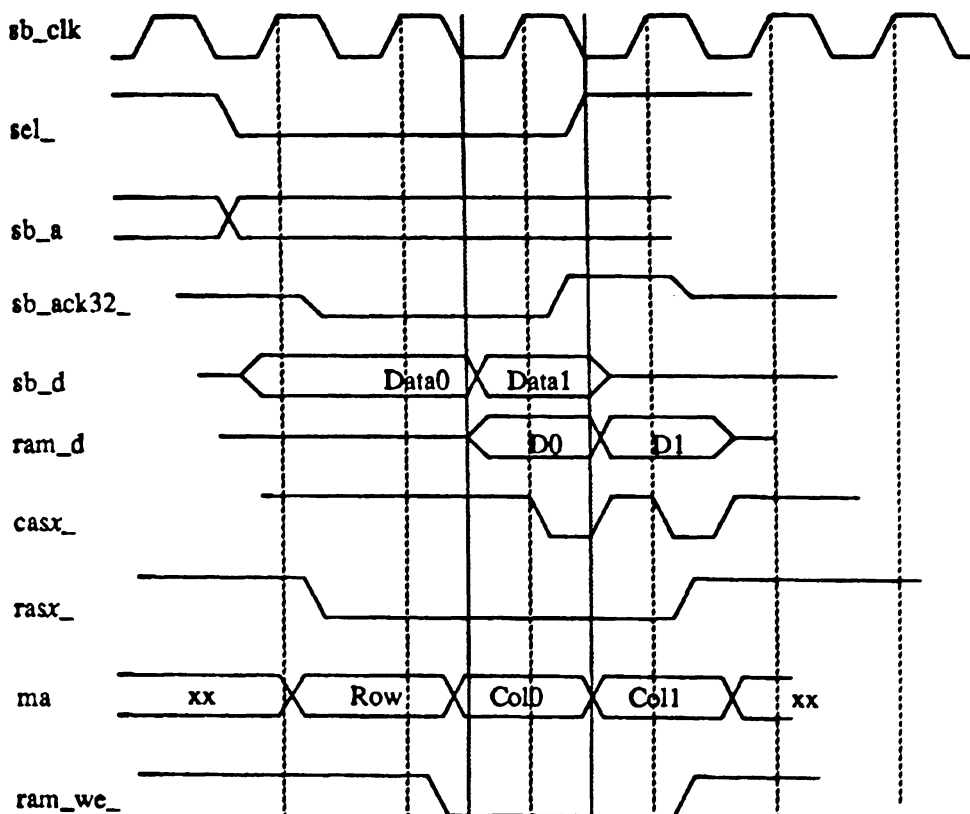 sb_clk
sel_
sb_a
sb_ack32_
sb_d Data0 Data1
ram_d D0 D1
casx_
rasx_
ma xx Row Col0 Col1 xx
ram_we_